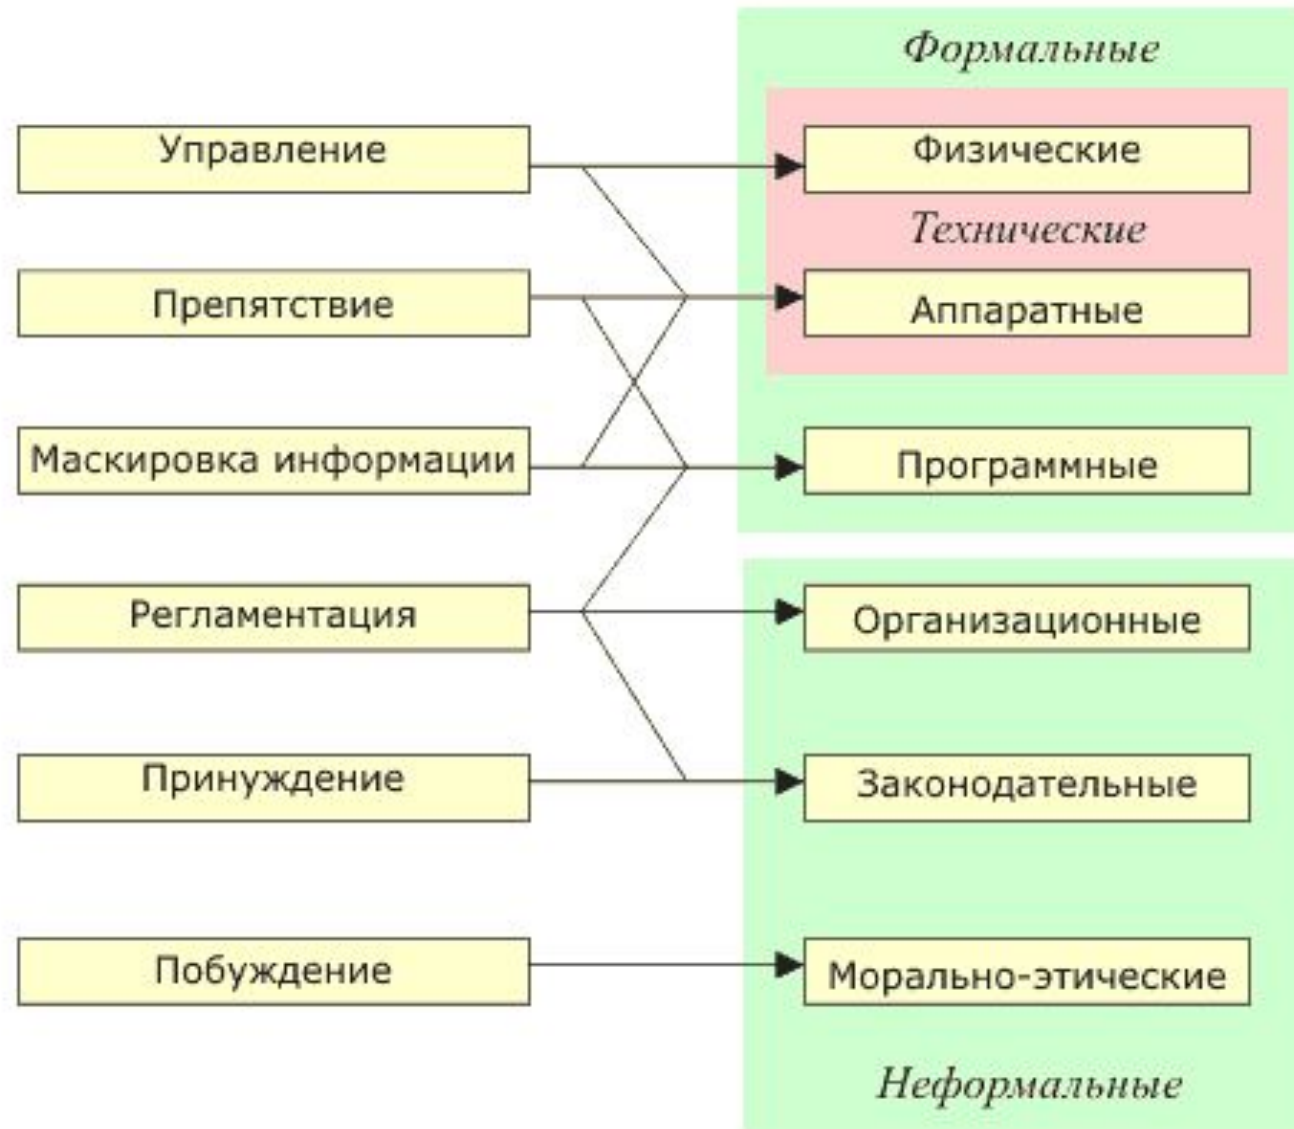 Формальные
Управление
Физические
Технические
Препятствие
Аппаратные
Маскировка информации
Программные
Регламентация
Организационные
Принуждение
Законодательные
Побуждение
Морально-этические
Неформальные